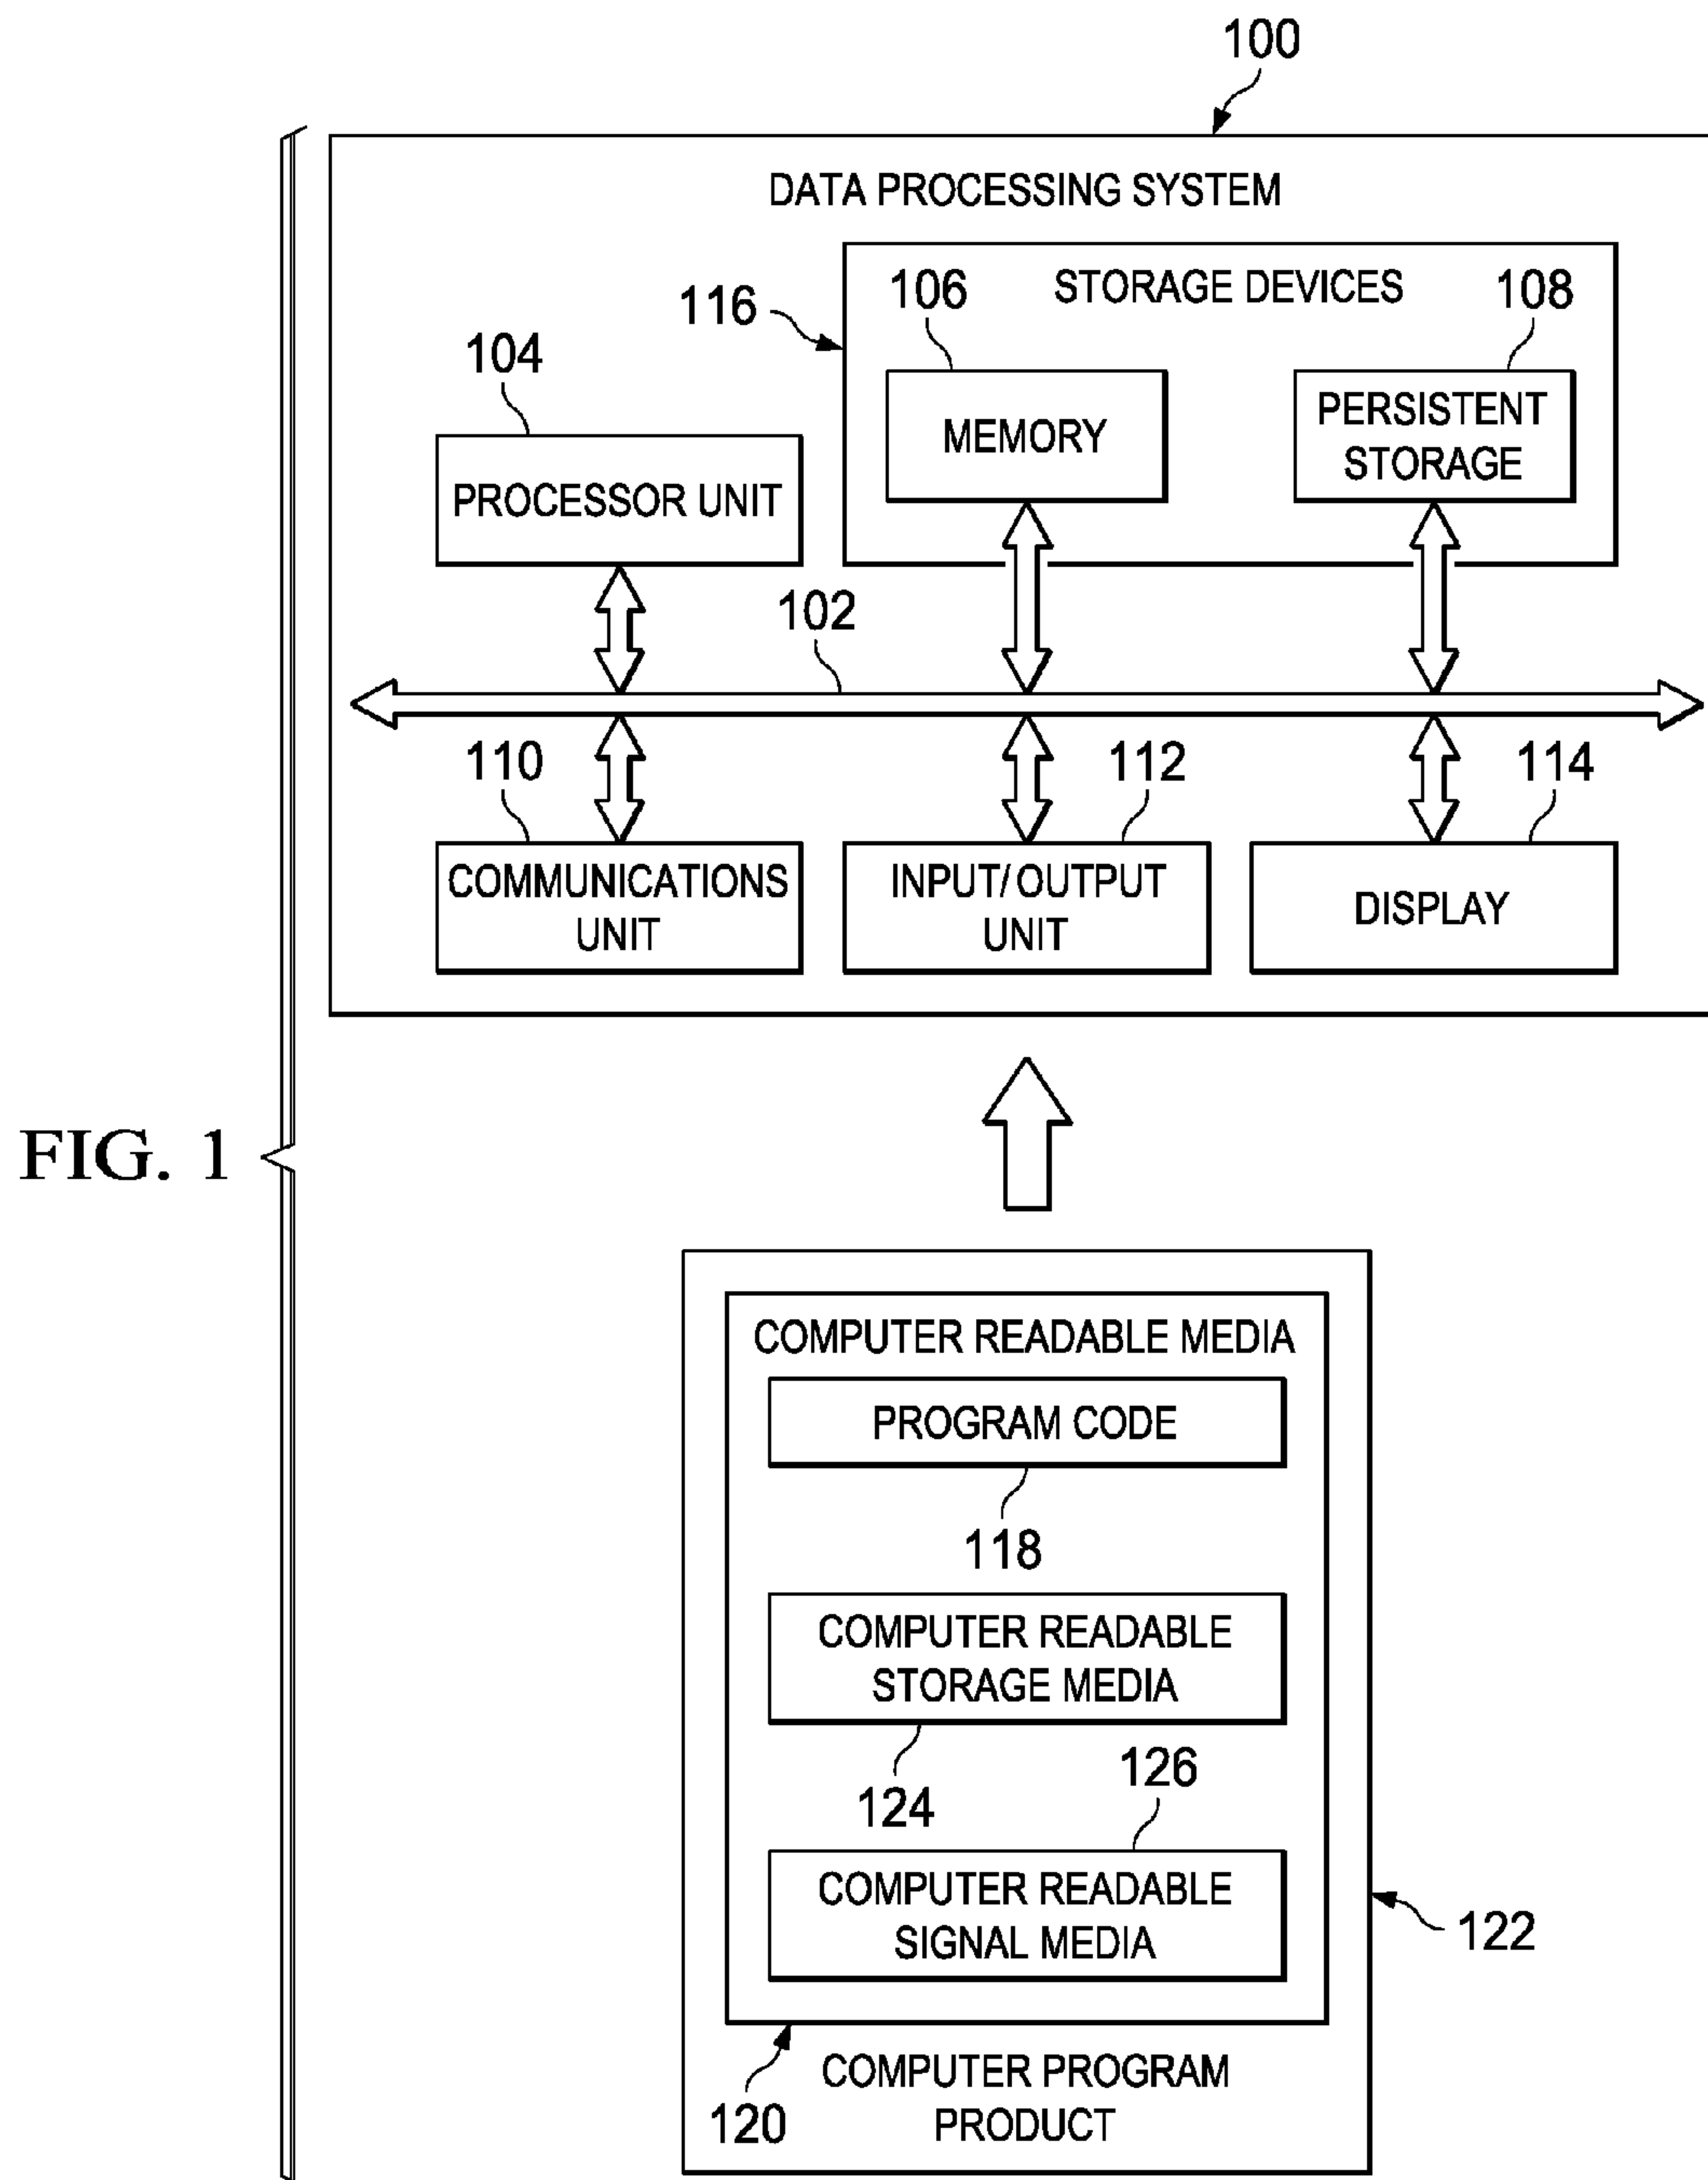 100
DATA PROCESSING SYSTEM
116
106
STORAGE DEVICES
108
104
MEMORY
PERSISTENT
STORAGE
PROCESSOR UNIT
102
110
112
114
COMMUNICATIONS
UNIT
INPUT/OUTPUT
UNIT
DISPLAY
FIG. 1
COMPUTER READABLE MEDIA
PROGRAM CODE
118
COMPUTER READABLE
STORAGE MEDIA
124
126
COMPUTER READABLE
SIGNAL MEDIA
122
120
COMPUTER PROGRAM
PRODUCT